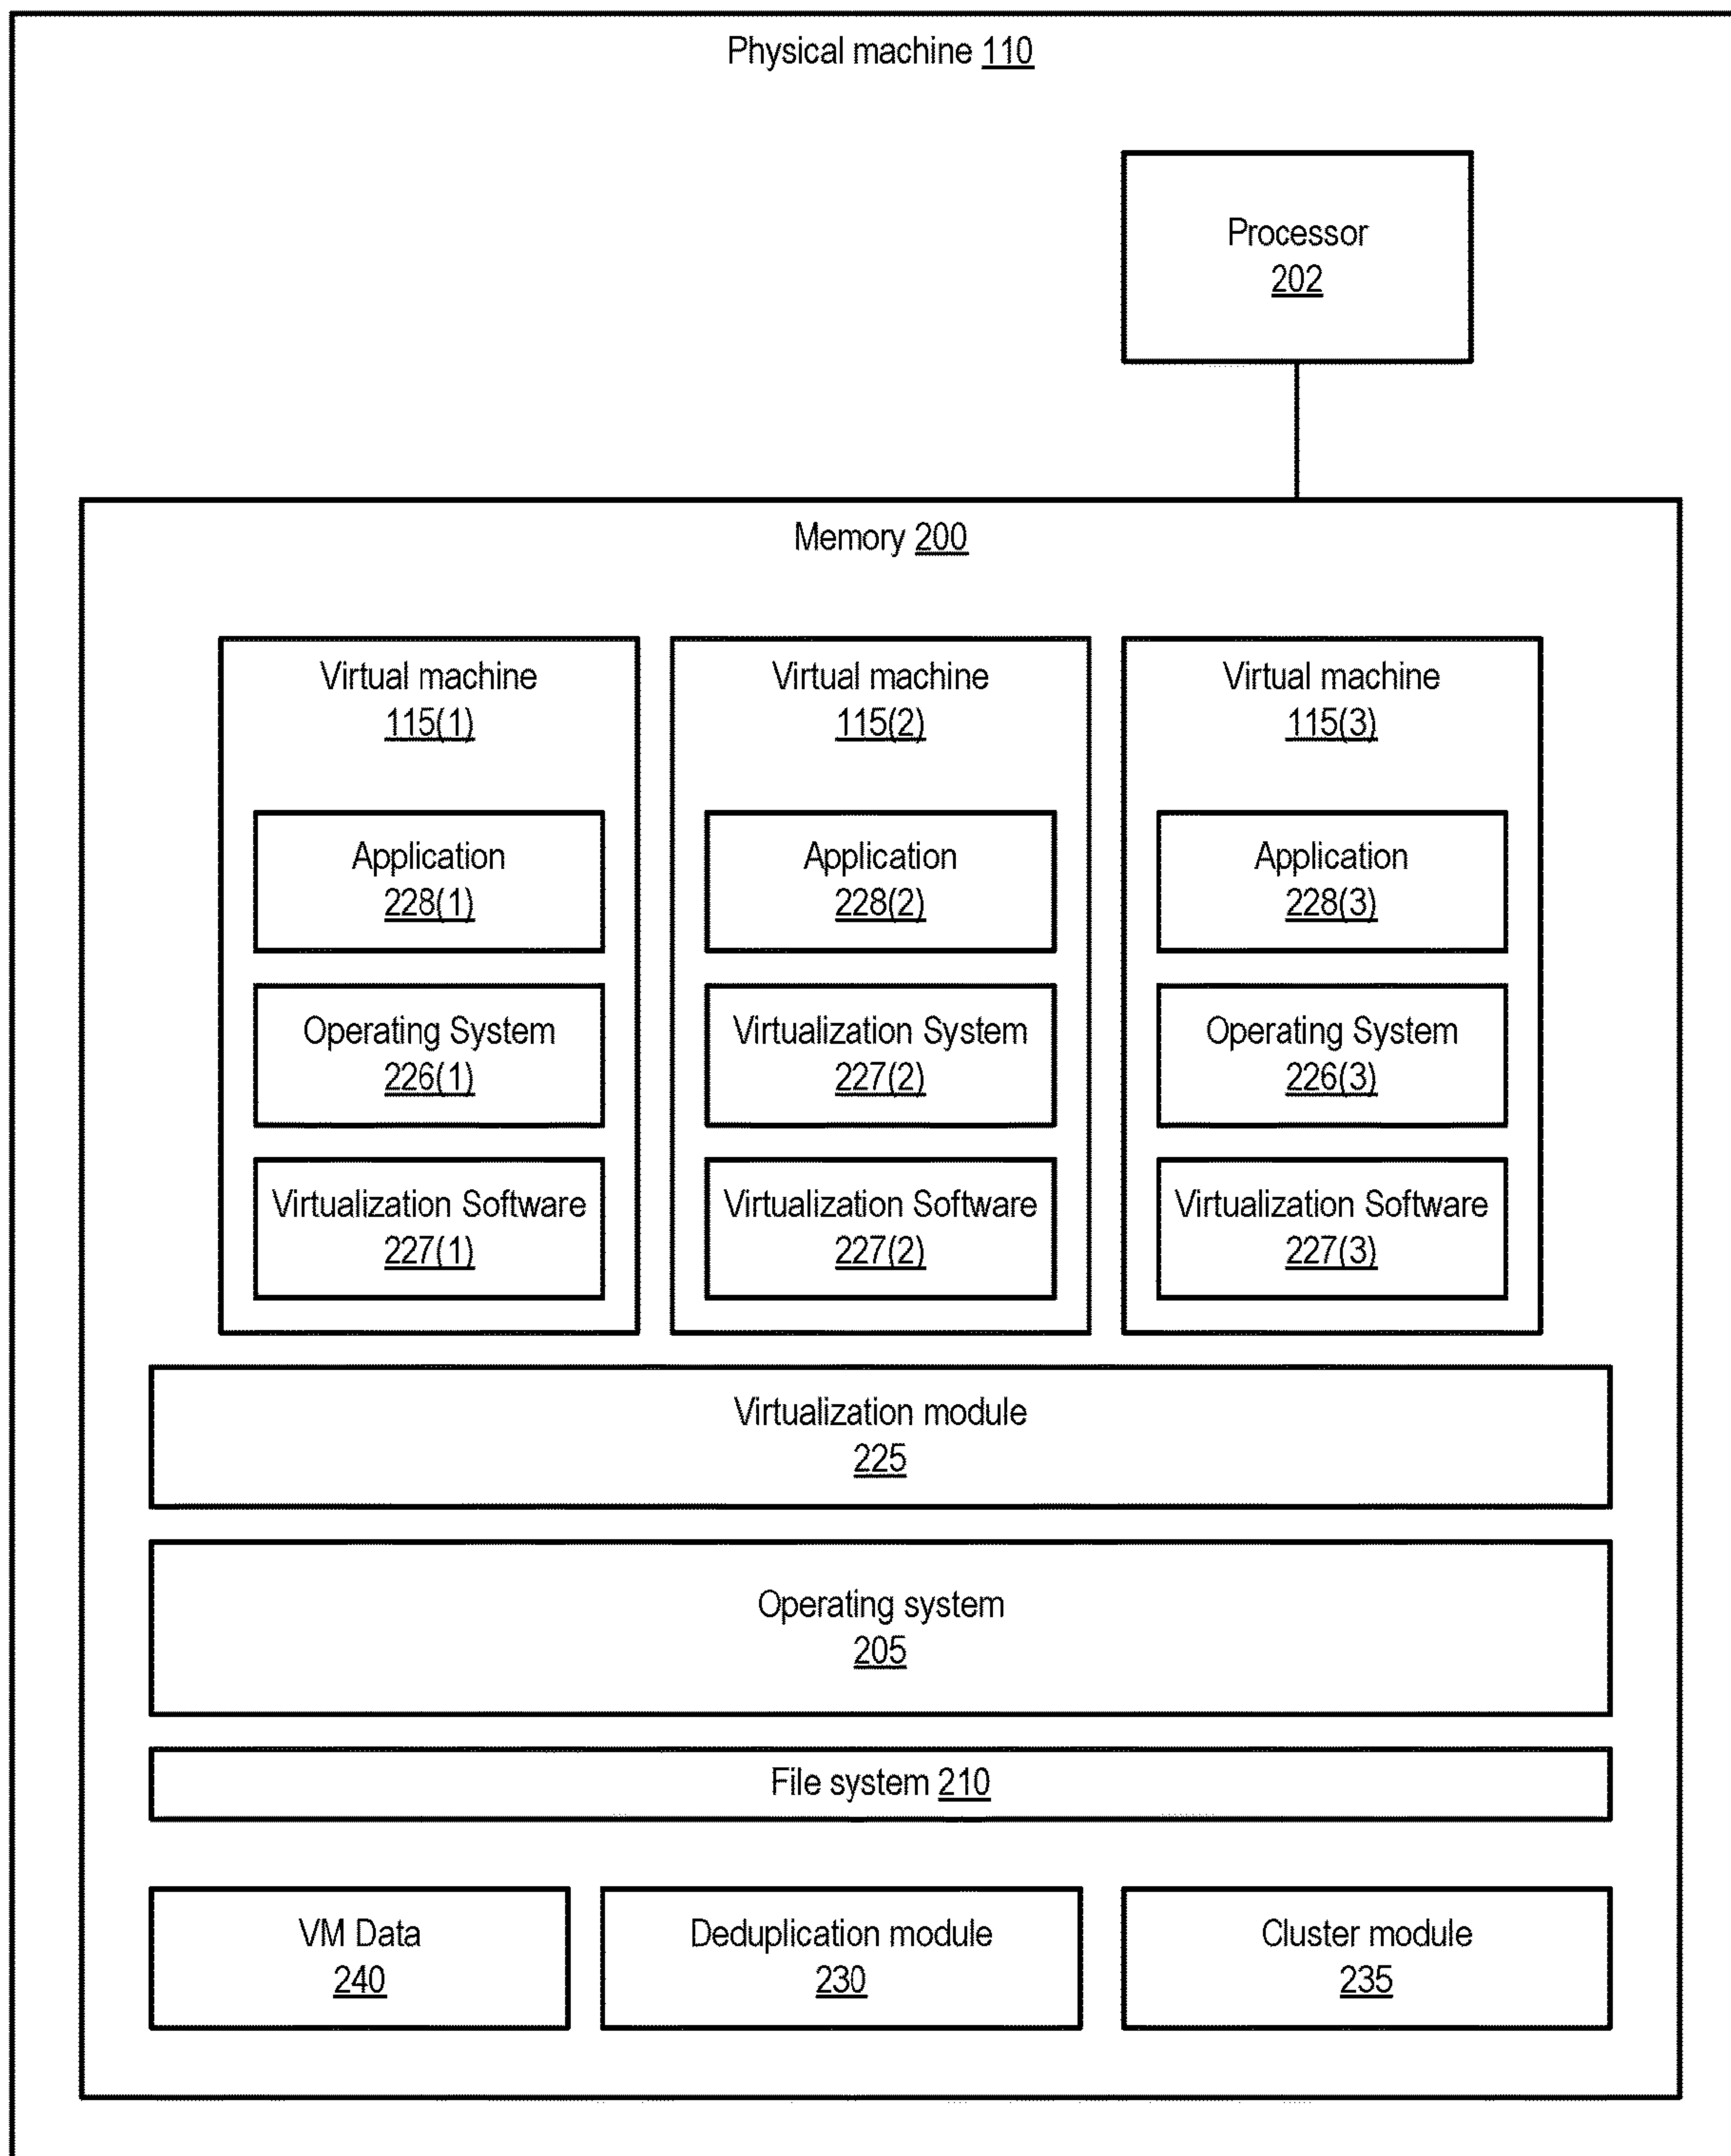 Physical machine 110
Processor
202
Memory 200
Virtual machine
115(1)
Application
228(1)
Operating System
226(1)
Virtualization Software
227(1)
Virtual machine
115(2)
Application
228(2)
Virtualization System
227(2)
Virtualization Software
227(2)
Virtual machine
115(3)
Application
228(3)
Operating System
226(3)
Virtualization Software
227(3)
Virtualization module
225
Operating system
205
File system 210
VM Data
240
Deduplication module
230
Cluster module
235